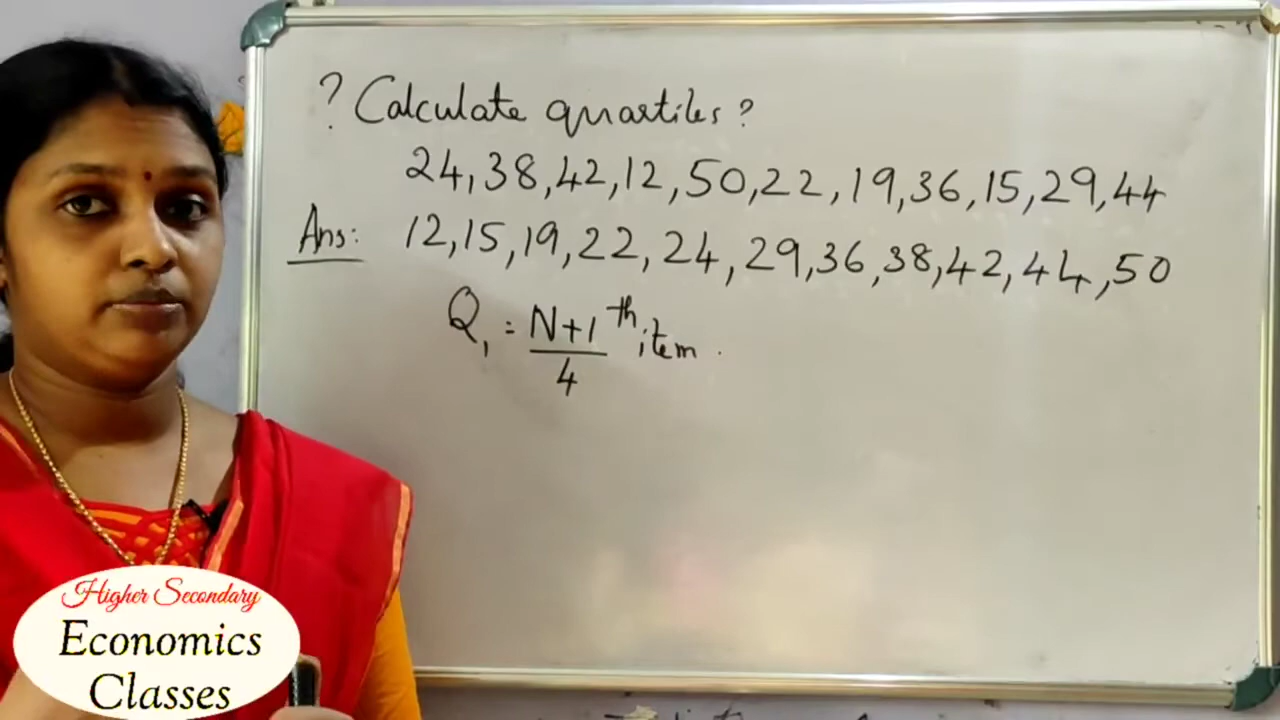 ? Calculate quartiles?
24,38,42,12,50,22,19,36,15,29,44
Ans: 12,15,19,22,24,29,36,38,42,44,50
Q₁ = N+1/4 th item.
Higher Secondary
Economics
Classes